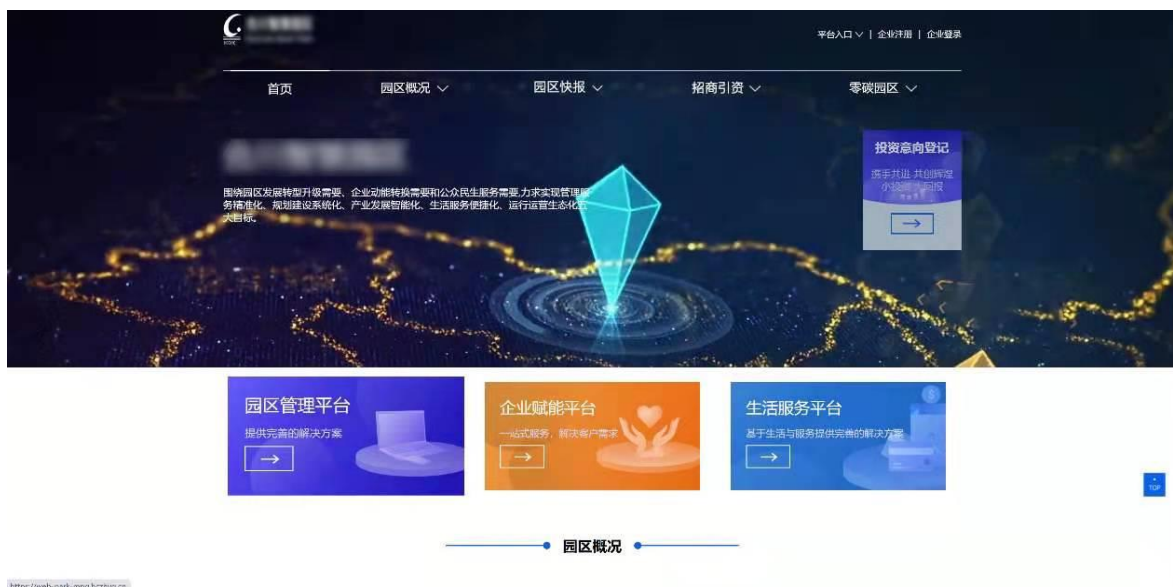 平台入口 | 企业注册 | 企业登录
首页 园区概况 园区快报 招商引资 零碳园区
投资意向登记
携手共进 共创辉煌
围绕园区发展转型升级需要、企业动能转换需要和公众民生服务需要,力求实现管理服
务精准化、规划建设系统化、产业发展智能化、生活服务便捷化、运行运营生态化五
大目标。
园区管理平台
提供完善的解决方案
企业赋能平台
一站式服务，解决客户需求
生活服务平台
基于生活与服务提供完善的解决方案
TOP
园区概况